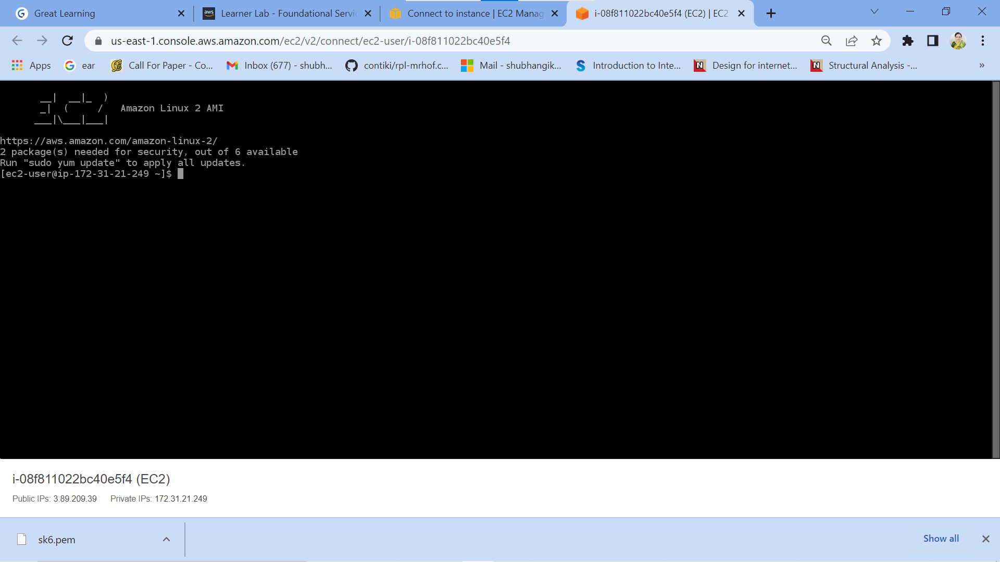 Great Learning
Learner Lab - Foundational Servic
Connect to instance | EC2 Manag
i-08f811022bc40e5f4 (EC2) | EC2
us-east-1.console.aws.amazon.com/ec2/v2/connect/ec2-user/i-08f811022bc40e5f4
Apps
ear
Call For Paper - Co...
Inbox (677) - shubh...
contiki/rpl-mrhof.c...
Mail - shubhangik...
Introduction to Inte...
Design for internet...
Structural Analysis -...
»
__|  __|_  )
_|  (     /   Amazon Linux 2 AMI
___|\___|___|
https://aws.amazon.com/amazon-linux-2/
2 package(s) needed for security, out of 6 available
Run "sudo yum update" to apply all updates.
[ec2-user@ip-172-31-21-249 ~]$
i-08f811022bc40e5f4 (EC2)
Public IPs: 3.89.209.39 Private IPs: 172.31.21.249
sk6.pem
Show all